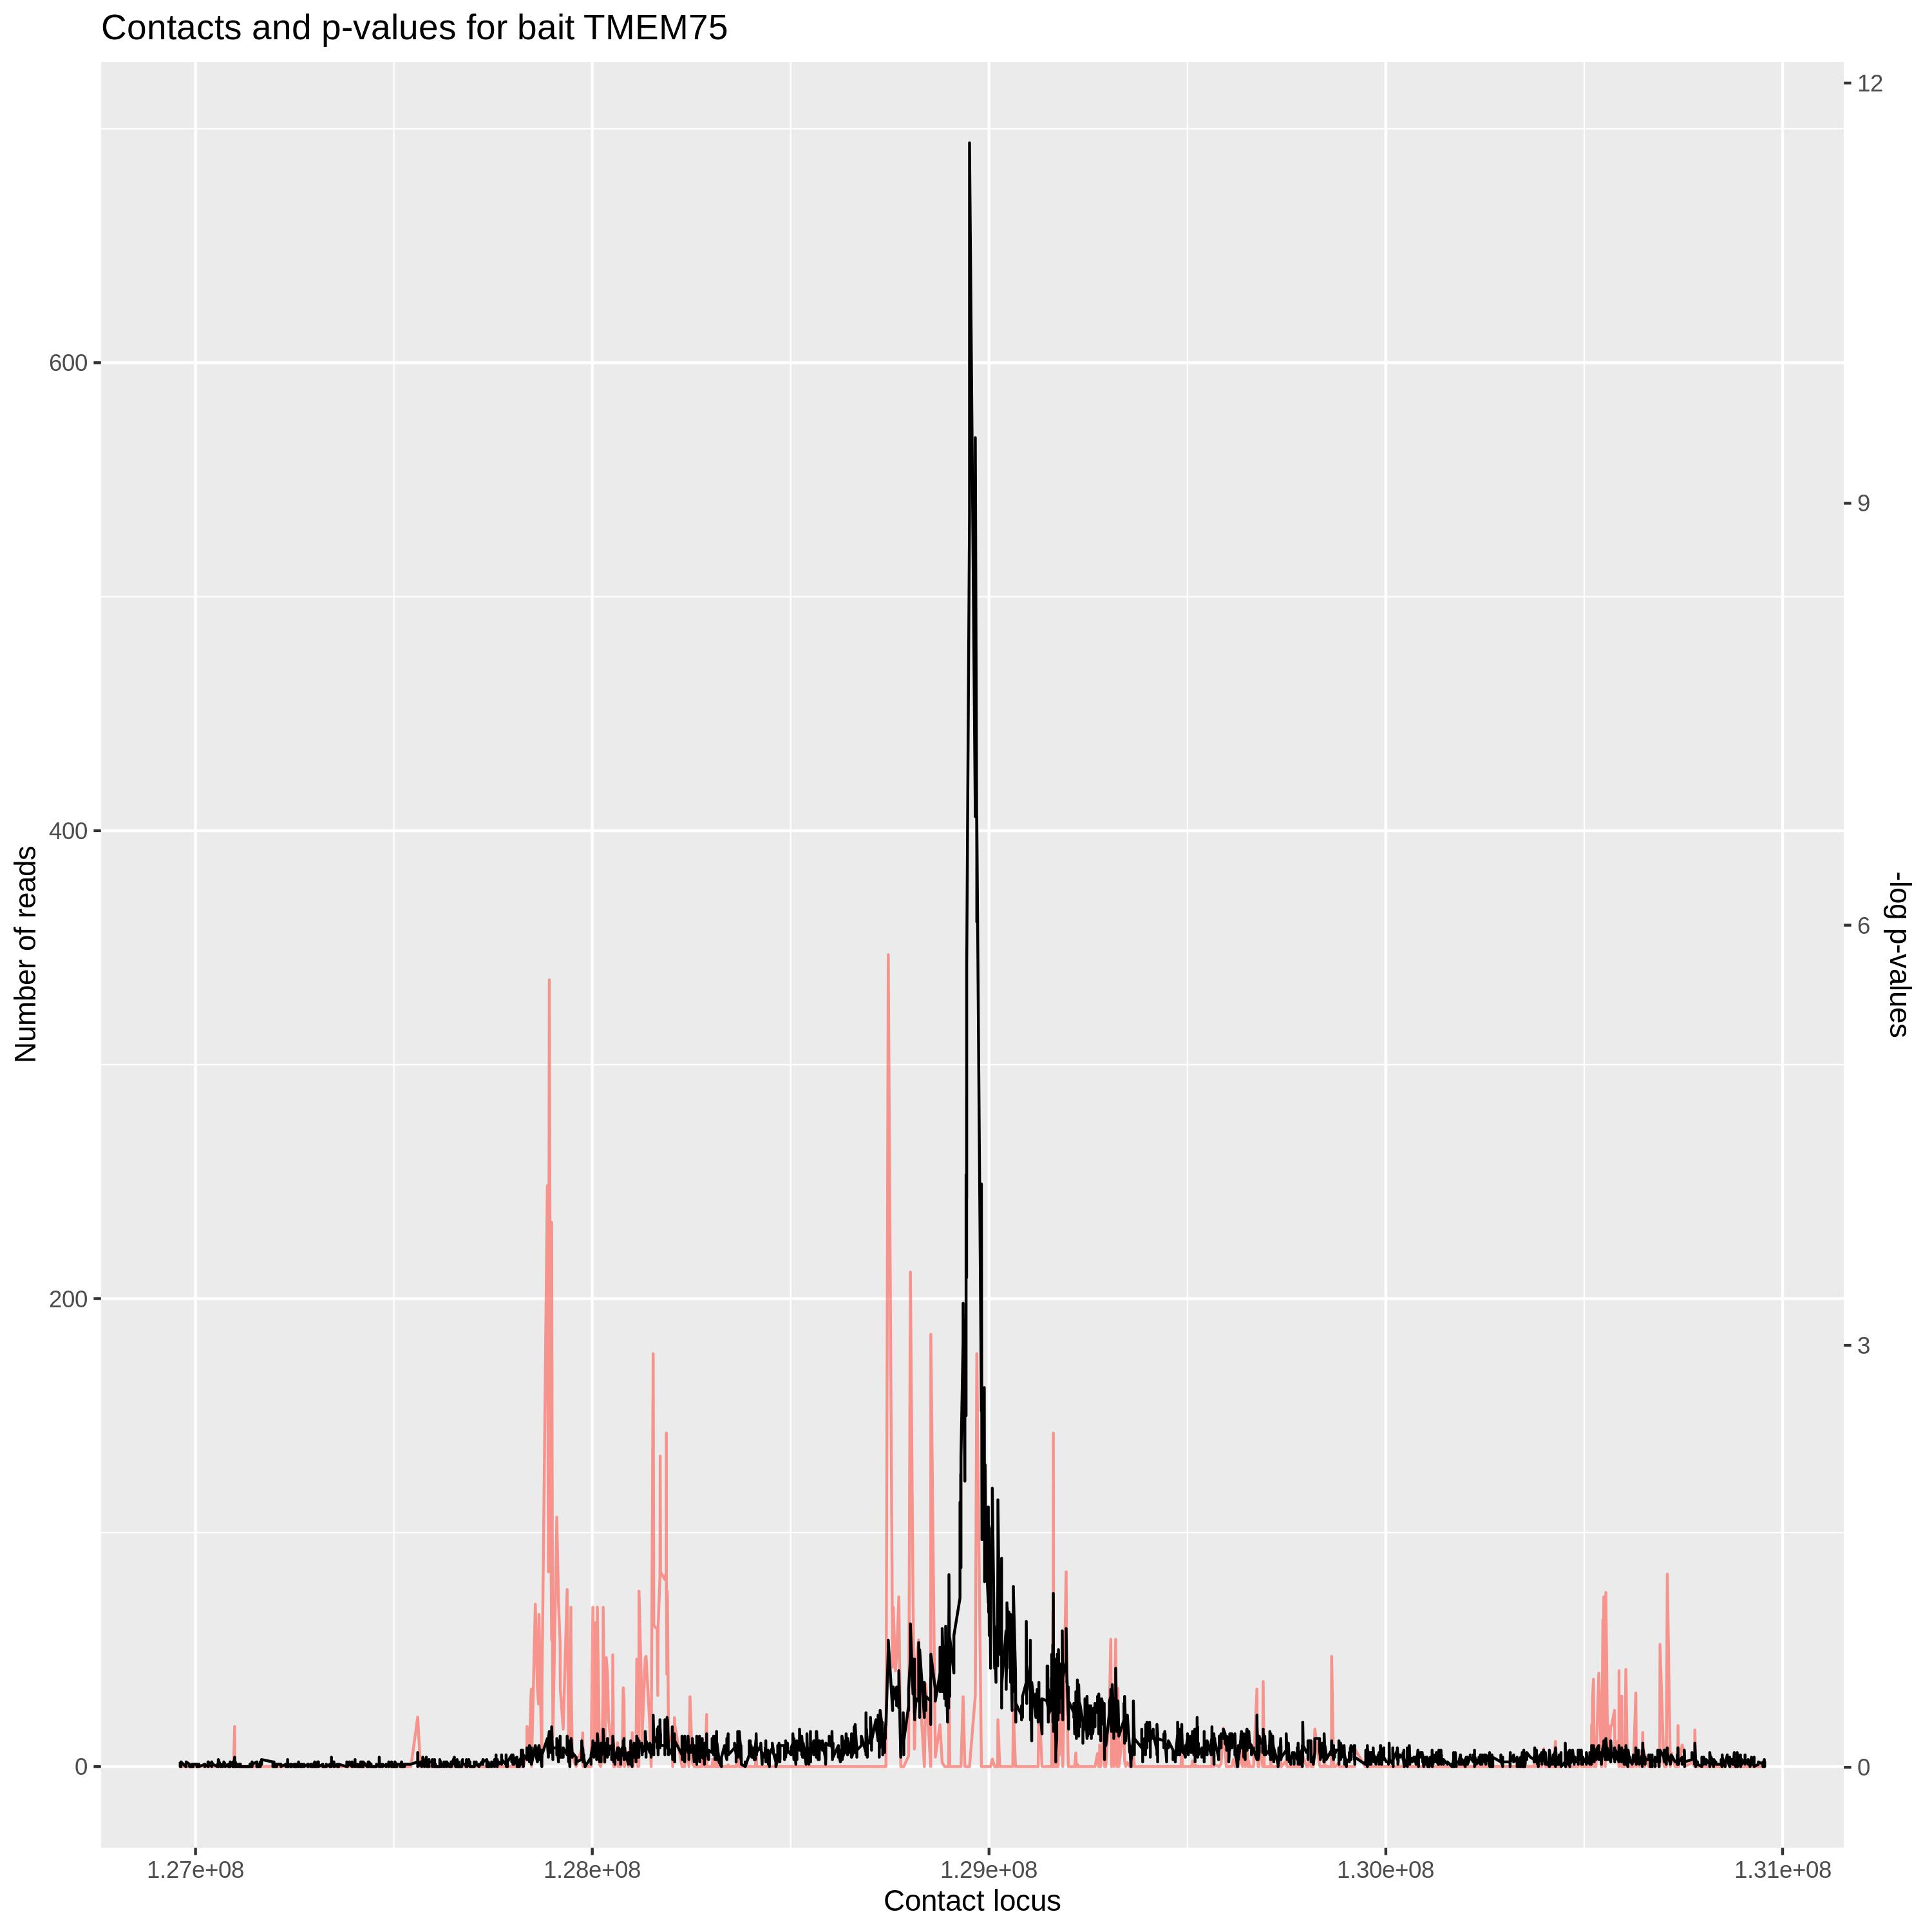 Contacts and p-values for bait TMEM75
Number of reads
600
400
200
0
12
9
6
3
0
-log p-values
1.27e+08
1.28e+08
1.29e+08
1.30e+08
1.31e+08
Contact locus